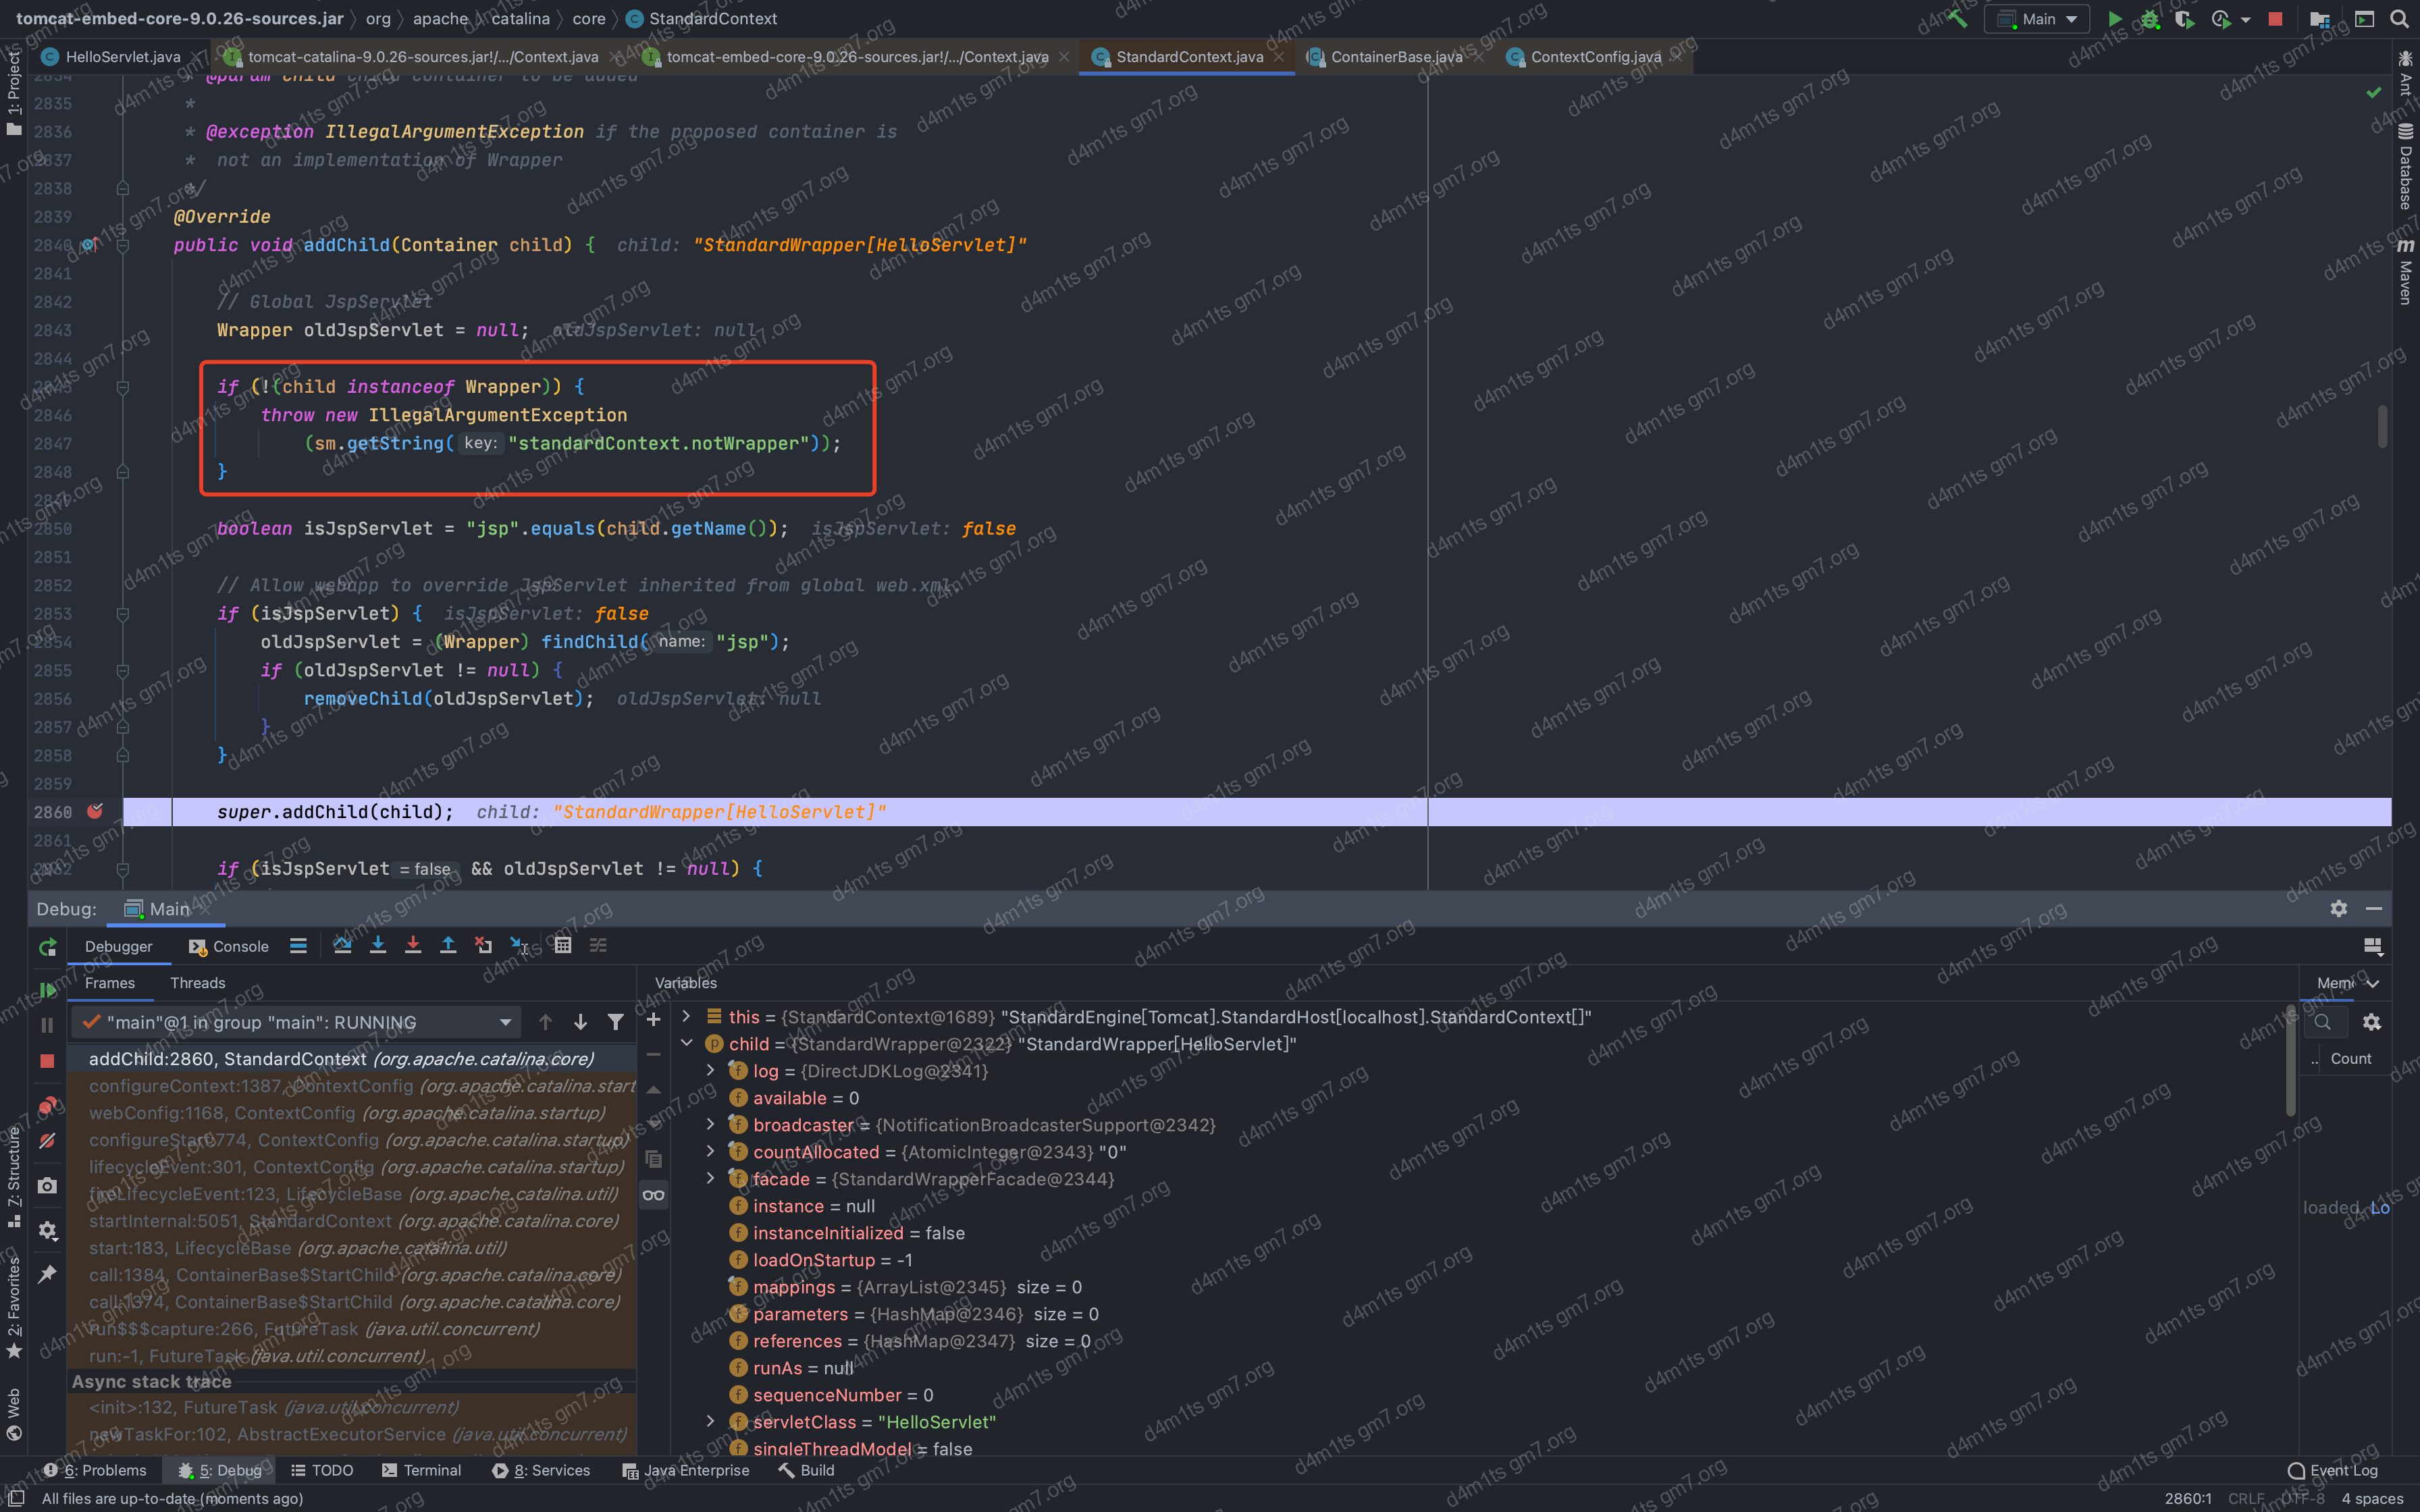 tomcat-embed-core-9.0.26-sources.jar 〉 org 〉 apache 〉 catalina 〉 core 〉 StandardContext
Main
HelloServlet.java
tomcat-catalina-9.0.26-sources.jar!/.../Context.java
tomcat-embed-core-9.0.26-sources.jar!/.../Context.java
StandardContext.java
ContainerBase.java
ContextConfig.java
1: Project
Ant
Database
Maven
2834 * @param child child container to be added
2835 *
2836 * @exception IllegalArgumentException if the proposed container is
2837 *  not an implementation of Wrapper
2838 */
2839 @Override
2840 public void addChild(Container child) {  child: "StandardWrapper[HelloServlet]"
2841
2842 // Global JspServlet
2843 Wrapper oldJspServlet = null;  oldJspServlet: null
2844
2845 if (!(child instanceof Wrapper)) {
2846 throw new IllegalArgumentException
2847 (sm.getString( key: "standardContext.notWrapper"));
2848 }
2849
2850 boolean isJspServlet = "jsp".equals(child.getName());  isJspServlet: false
2851
2852 // Allow webapp to override JspServlet inherited from global web.xml.
2853 if (isJspServlet) {  isJspServlet: false
2854 oldJspServlet = (Wrapper) findChild( name: "jsp");
2855 if (oldJspServlet != null) {
2856 removeChild(oldJspServlet);  oldJspServlet: null
2857 }
2858 }
2859
2860 super.addChild(child);  child: "StandardWrapper[HelloServlet]"
2861
2862 if (isJspServlet = false && oldJspServlet != null) {
Debug: Main
Debugger Console
Frames Threads
Variables
Mem
"main"@1 in group "main": RUNNING
addChild:2860, StandardContext (org.apache.catalina.core)
configureContext:1387, ContextConfig (org.apache.catalina.start
webConfig:1168, ContextConfig (org.apache.catalina.startup)
configureStart:774, ContextConfig (org.apache.catalina.startup)
lifecycleEvent:301, ContextConfig (org.apache.catalina.startup)
fireLifecycleEvent:123, LifecycleBase (org.apache.catalina.util)
startInternal:5051, StandardContext (org.apache.catalina.core)
start:183, LifecycleBase (org.apache.catalina.util)
call:1384, ContainerBase$StartChild (org.apache.catalina.core)
call:1374, ContainerBase$StartChild (org.apache.catalina.core)
run$$$capture:266, FutureTask (java.util.concurrent)
run:-1, FutureTask (java.util.concurrent)
Async stack trace
<init>:132, FutureTask (java.util.concurrent)
newTaskFor:102, AbstractExecutorService (java.util.concurrent)
this = {StandardContext@1689} "StandardEngine[Tomcat].StandardHost[localhost].StandardContext[]"
child = {StandardWrapper@2322} "StandardWrapper[HelloServlet]"
log = {DirectJDKLog@2341}
available = 0
broadcaster = {NotificationBroadcasterSupport@2342}
countAllocated = {AtomicInteger@2343} "0"
facade = {StandardWrapperFacade@2344}
instance = null
instanceInitialized = false
loadOnStartup = -1
mappings = {ArrayList@2345}  size = 0
parameters = {HashMap@2346}  size = 0
references = {HashMap@2347}  size = 0
runAs = null
sequenceNumber = 0
servletClass = "HelloServlet"
singleThreadModel = false
.. Count
loaded. Lo
Z: Structure
2: Favorites
Web
6: Problems 5: Debug TODO Terminal 8: Services Java Enterprise Build
Event Log
All files are up-to-date (moments ago)
2860:1 CRLF UTF-8 4 spaces
d4m1ts gm7.org